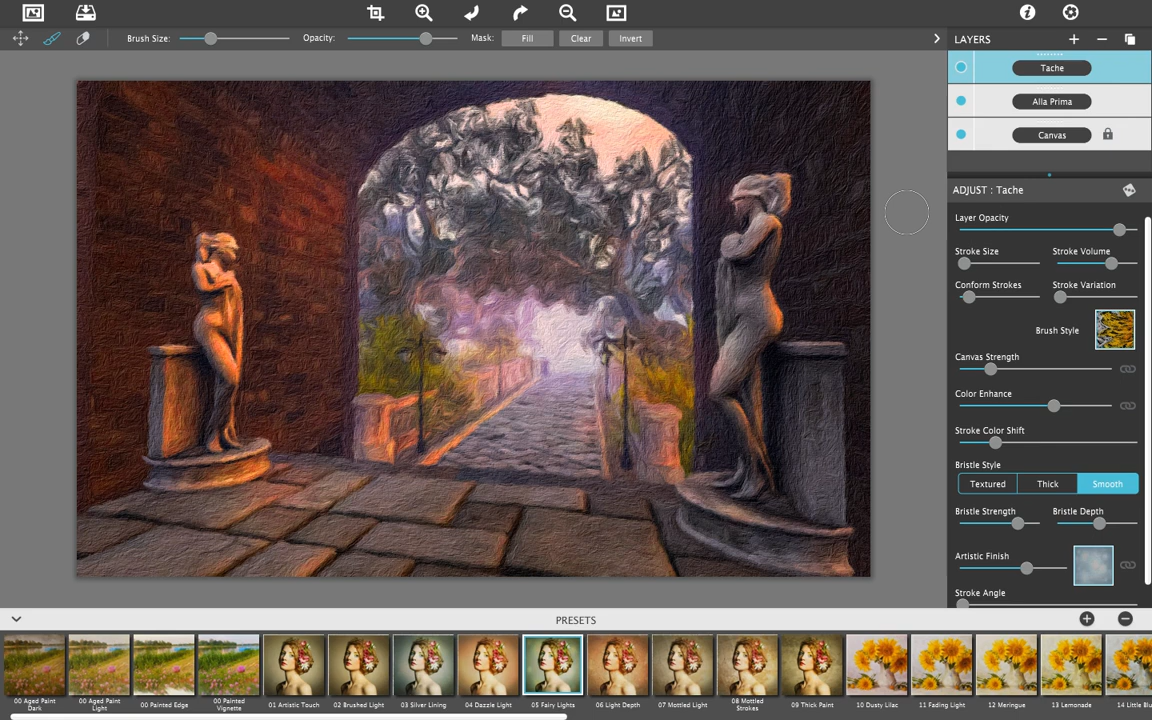 Brush Size:
Opacity:
Mask:
Fill
Clear
Invert
LAYERS
Tache
Alla Prima
Canvas
ADJUST : Tache
Layer Opacity
Stroke Size
Stroke Volume
Conform Strokes
Stroke Variation
Brush Style
Canvas Strength
Color Enhance
Stroke Color Shift
Bristle Style
Textured
Thick
Smooth
Bristle Strength
Bristle Depth
Artistic Finish
Stroke Angle
PRESETS
00 Aged Paint
Dark
00 Aged Paint
Light
00 Painted Edge
00 Painted
Vignette
01 Artistic Touch
02 Brushed Light
03 Silver Lining
04 Dazzle Light
05 Fairy Lights
06 Light Depth
07 Mottled Light
08 Mottled
Strokes
09 Thick Paint
10 Dusty Lilac
11 Fading Light
12 Meringue
13 Lemonade
14 Little Blu